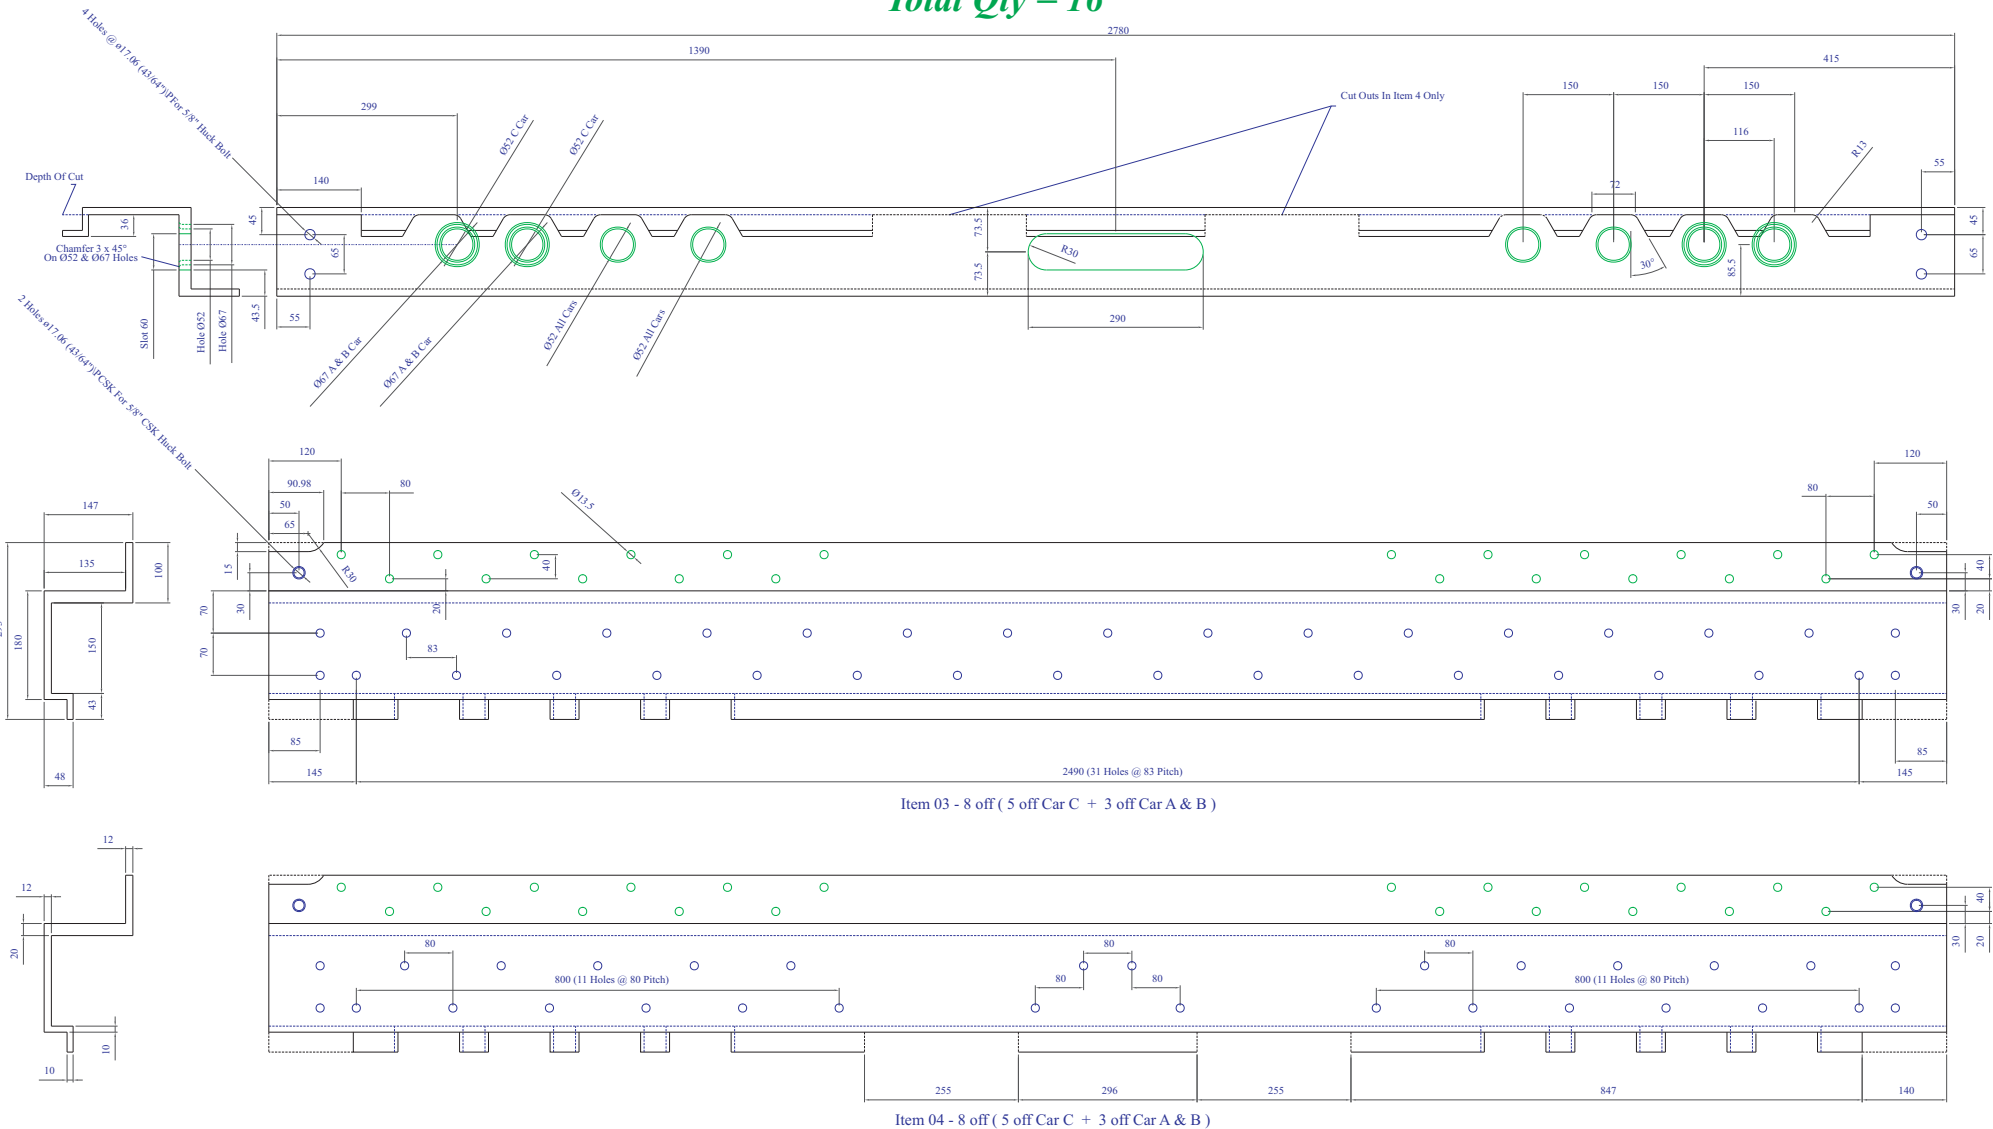 Total Qty – 16
4 Holes @ ø17.06 (43/64")\PFor 5/8" Huck Bolt
2780
1390
415
299
150
150
150
Cut Outs In Item 4 Only
116
Ø52 C Car
Ø52 C Car
R13
55
140
72
Depth Of Cut
36
45
73.5
45
Chamfer 3 x 45°
On Ø52 & Ø67 Holes
65
R30
30°
85.5
65
73.5
43.5
55
290
Slot 60
Hole Ø52
Hole Ø67
Ø67 A & B Car
Ø67 A & B Car
Ø52 All Cars
Ø52 All Cars
2 Holes ø17.06 (43/64")\PCSK For 5/8" CSK Huck Bolt
120
120
90.98
80
Ø13.5
80
147
50
50
65
135
100
15
R30
40
40
30
20
30
20
70
180
150
70
83
43
85
85
48
145
2490 (31 Holes @ 83 Pitch)
145
Item 03 - 8 off ( 5 off Car C + 3 off Car A & B )
12
12
40
20
80
80
80
30
20
800 (11 Holes @ 80 Pitch)
80
80
800 (11 Holes @ 80 Pitch)
10
10
255
296
255
847
140
Item 04 - 8 off ( 5 off Car C + 3 off Car A & B )